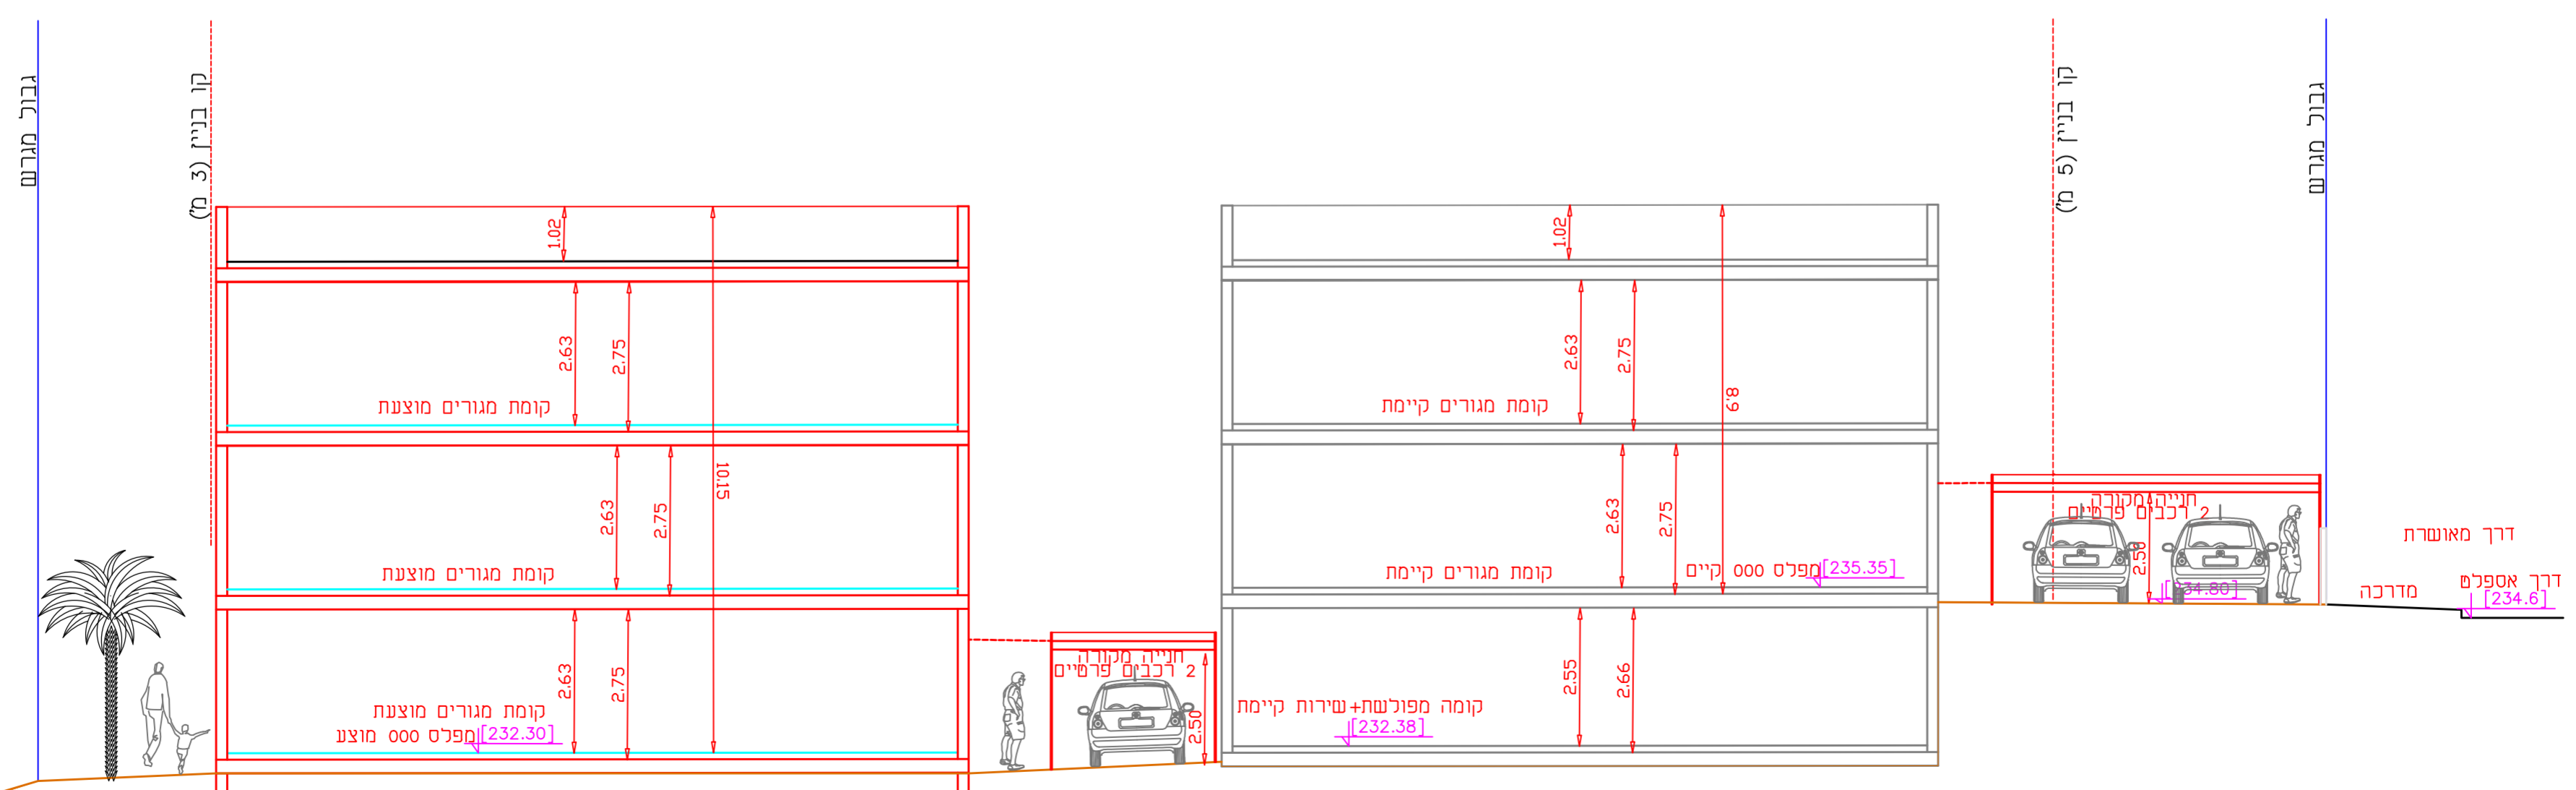 גבול מגרש
קו בניין (3 מ')
קו בניין (5 מ')
גבול מגרש
1.02
2.63
2.75
10.15
קומת מגורים מוצעת
2.63
2.75
קומת מגורים מוצעת
2.63
2.75
קומת מגורים מוצעת
מפלס 000 מוצע
[232.30]
חנייה מקורה
2 רכבים פרטיים
2.50
1.02
2.63
2.75
8.9
קומת מגורים קיימת
2.63
2.75
קומת מגורים קיימת
מפלס 000 קיים
[235.35]
2.55
2.66
קומה מפולשת+שירות קיימת
[232.38]
חנייה מקורה
2 רכבים פרטיים
2.50
[234.80]
דרך מאושרת
מדרכה
דרך אספלט
[234.6]